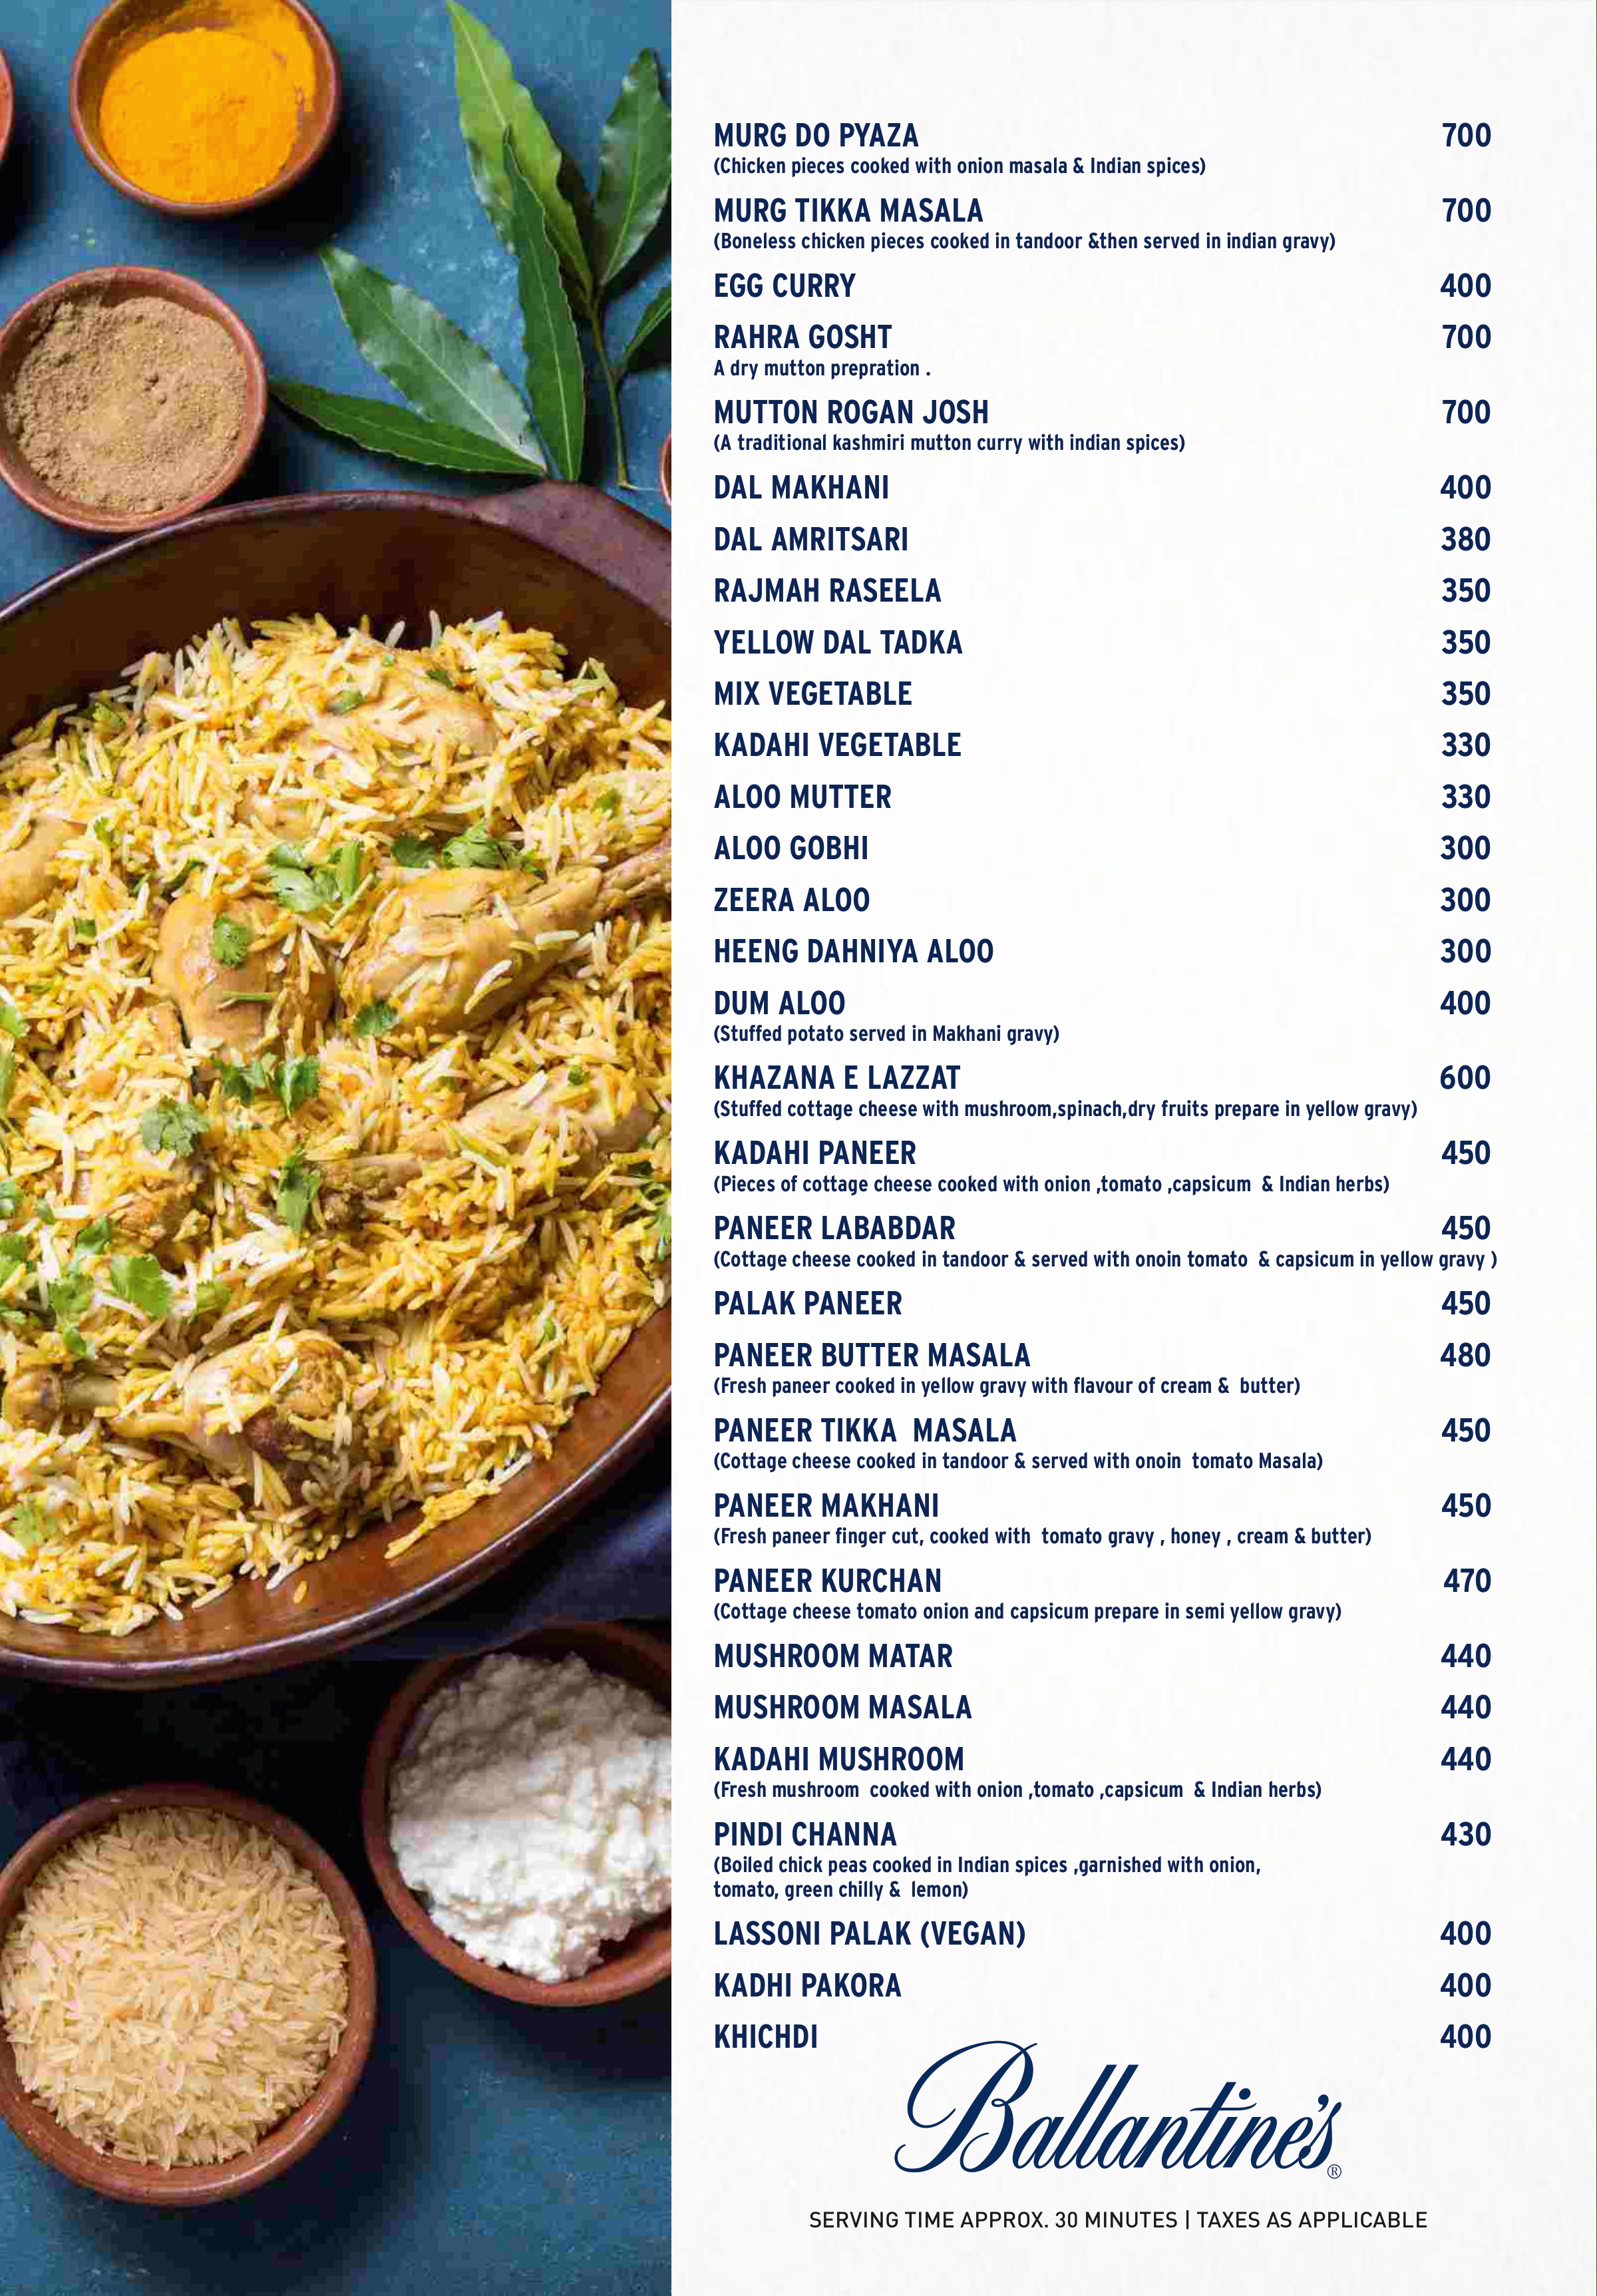 MURG DO PYAZA 700
(Chicken pieces cooked with onion masala & Indian spices)
MURG TIKKA MASALA 700
(Boneless chicken pieces cooked in tandoor &then served in indian gravy)
EGG CURRY 400
RAHRA GOSHT 700
A dry mutton prepration .
MUTTON ROGAN JOSH 700
(A traditional kashmiri mutton curry with indian spices)
DAL MAKHANI 400
DAL AMRITSARI 380
RAJMAH RASEELA 350
YELLOW DAL TADKA 350
MIX VEGETABLE 350
KADAHI VEGETABLE 330
ALOO MUTTER 330
ALOO GOBHI 300
ZEERA ALOO 300
HEENG DAHNIYA ALOO 300
DUM ALOO 400
(Stuffed potato served in Makhani gravy)
KHAZANA E LAZZAT 600
(Stuffed cottage cheese with mushroom,spinach,dry fruits prepare in yellow gravy)
KADAHI PANEER 450
(Pieces of cottage cheese cooked with onion ,tomato ,capsicum & Indian herbs)
PANEER LABABDAR 450
(Cottage cheese cooked in tandoor & served with onoin tomato & capsicum in yellow gravy )
PALAK PANEER 450
PANEER BUTTER MASALA 480
(Fresh paneer cooked in yellow gravy with flavour of cream & butter)
PANEER TIKKA MASALA 450
(Cottage cheese cooked in tandoor & served with onoin tomato Masala)
PANEER MAKHANI 450
(Fresh paneer finger cut, cooked with tomato gravy , honey , cream & butter)
PANEER KURCHAN 470
(Cottage cheese tomato onion and capsicum prepare in semi yellow gravy)
MUSHROOM MATAR 440
MUSHROOM MASALA 440
KADAHI MUSHROOM 440
(Fresh mushroom cooked with onion ,tomato ,capsicum & Indian herbs)
PINDI CHANNA 430
(Boiled chick peas cooked in Indian spices ,garnished with onion,
tomato, green chilly & lemon)
LASSONI PALAK (VEGAN) 400
KADHI PAKORA 400
KHICHDI 400
Ballantine's®
SERVING TIME APPROX. 30 MINUTES | TAXES AS APPLICABLE